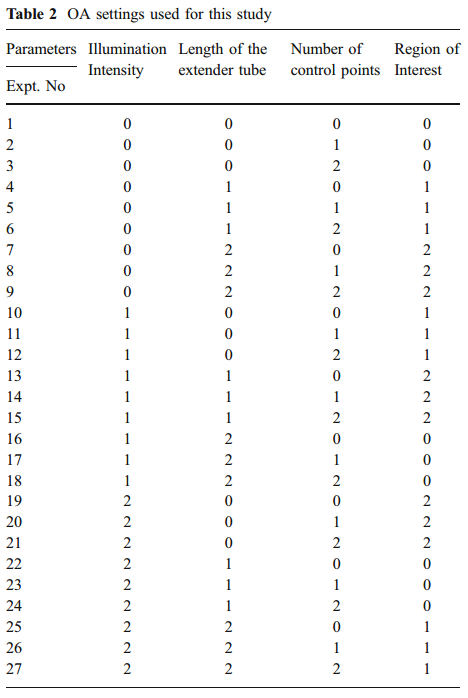 Table 2 OA settings used for this study
Parameters Illumination Length of the Number of Region of
Intensity extender tube control points Interest
Expt. No
1 0 0 0 0
2 0 0 1 0
3 0 0 2 0
4 0 1 0 1
5 0 1 1 1
6 0 1 2 1
7 0 2 0 2
8 0 2 1 2
9 0 2 2 2
10 1 0 0 1
11 1 0 1 1
12 1 0 2 1
13 1 1 0 2
14 1 1 1 2
15 1 1 2 2
16 1 2 0 0
17 1 2 1 0
18 1 2 2 0
19 2 0 0 2
20 2 0 1 2
21 2 0 2 2
22 2 1 0 0
23 2 1 1 0
24 2 1 2 0
25 2 2 0 1
26 2 2 1 1
27 2 2 2 1